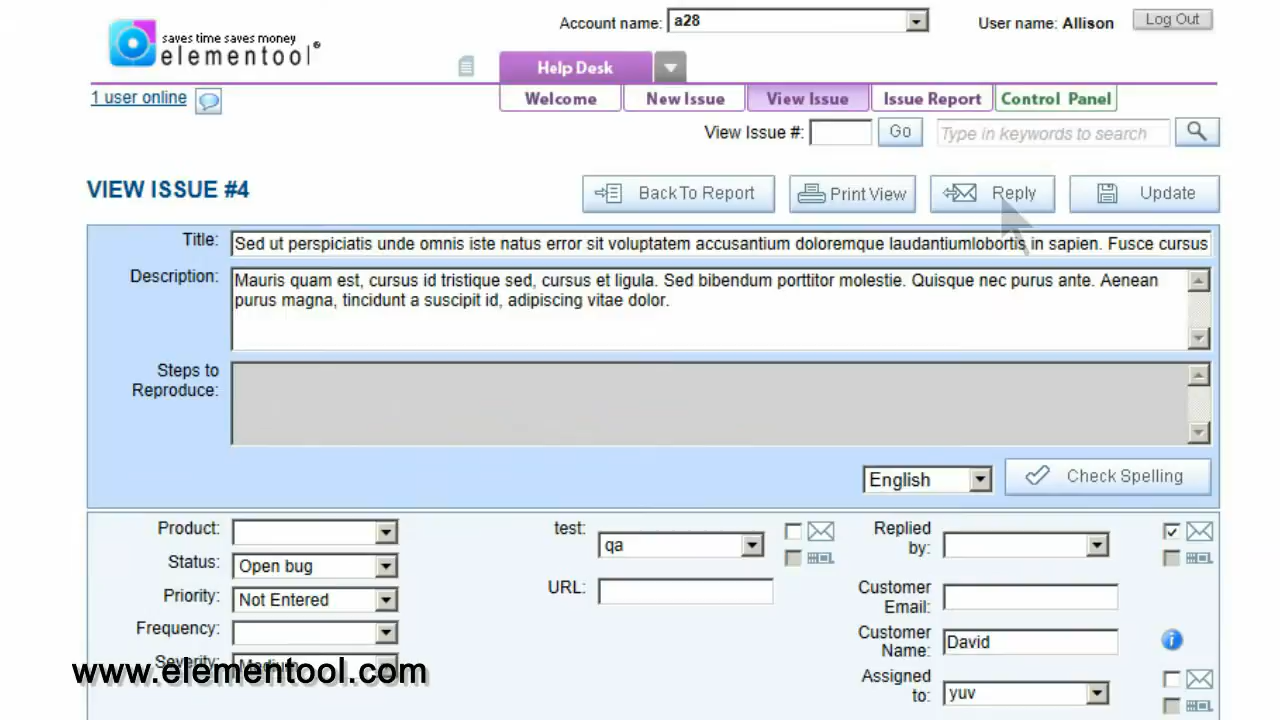 saves time saves money
elementool®
Account name: a28
User name: Allison
Log Out
Help Desk
1 user online
Welcome
New Issue
View Issue
Issue Report
Control Panel
View Issue #:
Go
Type in keywords to search
VIEW ISSUE #4
Back To Report
Print View
Reply
Update
Title: Sed ut perspiciatis unde omnis iste natus error sit voluptatem accusantium doloremque laudantiumlobortis in sapien. Fusce cursus
Description: Mauris quam est, cursus id tristique sed, cursus et ligula. Sed bibendum porttitor molestie. Quisque nec purus ante. Aenean
purus magna, tincidunt a suscipit id, adipiscing vitae dolor.
Steps to
Reproduce:
English
Check Spelling
Product:
Status: Open bug
Priority: Not Entered
Frequency:
Severity: Medium
test: qa
URL:
Replied
by:
Customer
Email:
Customer
Name: David
Assigned
to: yuv
www.elementool.com